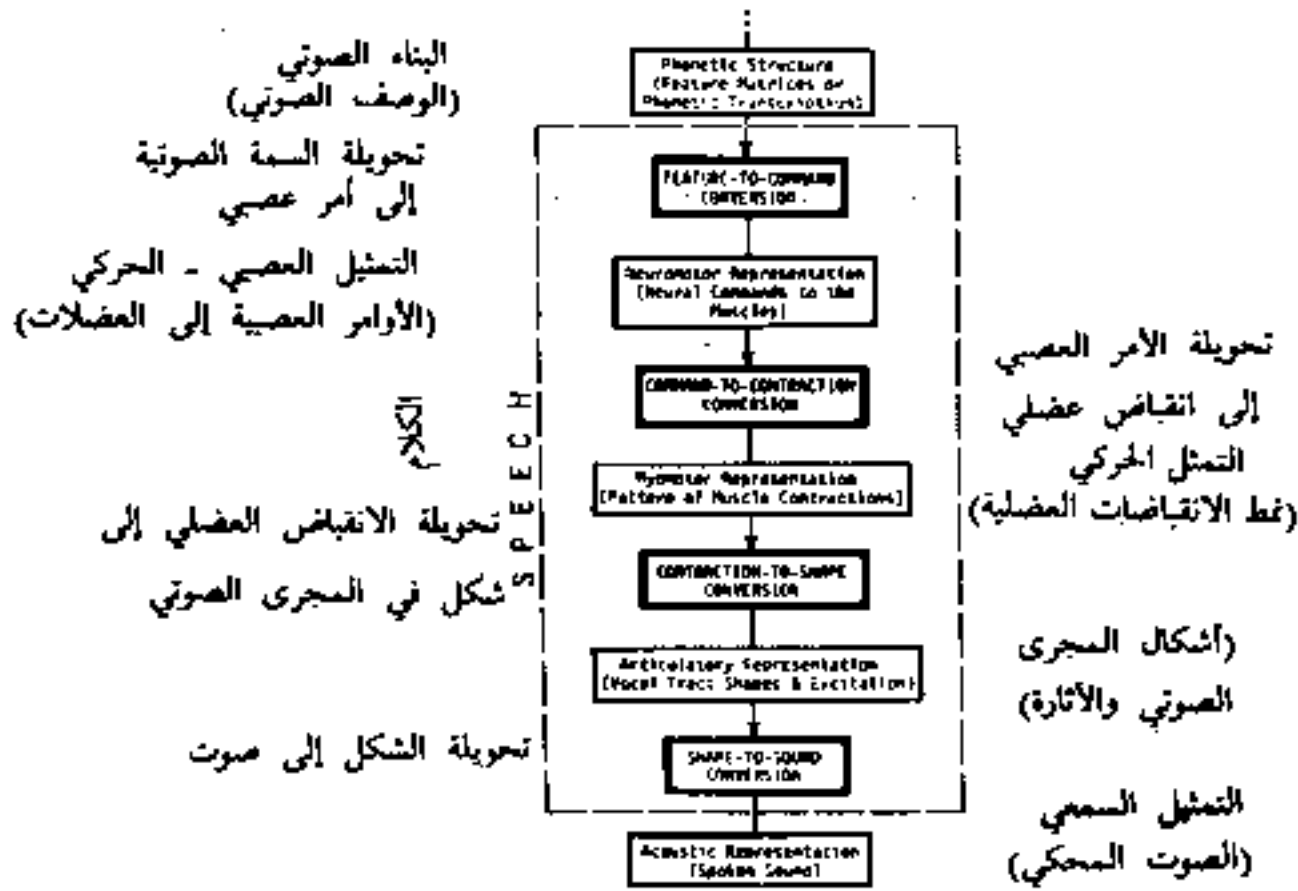 البناء الصوتي
(الوصف الصوتي)
تحويلة السمة الصوتية
إلى أمر عصبي
التمثيل العصبي - الحركي
(الأوامر العصبية إلى العضلات)
الكلام
تحويلة الانقباض العضلي إلى
شكل في المجرى الصوتي
تحويلة الشكل إلى صوت
Phonetic Structure
(Feature Matrices or
Phonetic Transcription)
FEATURE-TO-COMMAND
CONVERSION
Neuromotor Representation
[Neural Commands to the
Muscles]
COMMAND-TO-CONTRACTION
CONVERSION
Myomotor Representation
[Pattern of Muscle Contractions]
CONTRACTION-TO-SHAPE
CONVERSION
Articulatory Representation
(Vocal Tract Shapes & Excitation)
SHAPE-TO-SOUND
CONVERSION
Acoustic Representation
[Spoken Sound]
SPEECH
تحويلة الأمر العصبي
إلى انقباض عضلي
التمثل الحركي
(نمط الانقباضات العضلية)
(أشكال المجرى
الصوتي والأثارة)
التمثيل السمعي
(الصوت المحكي)